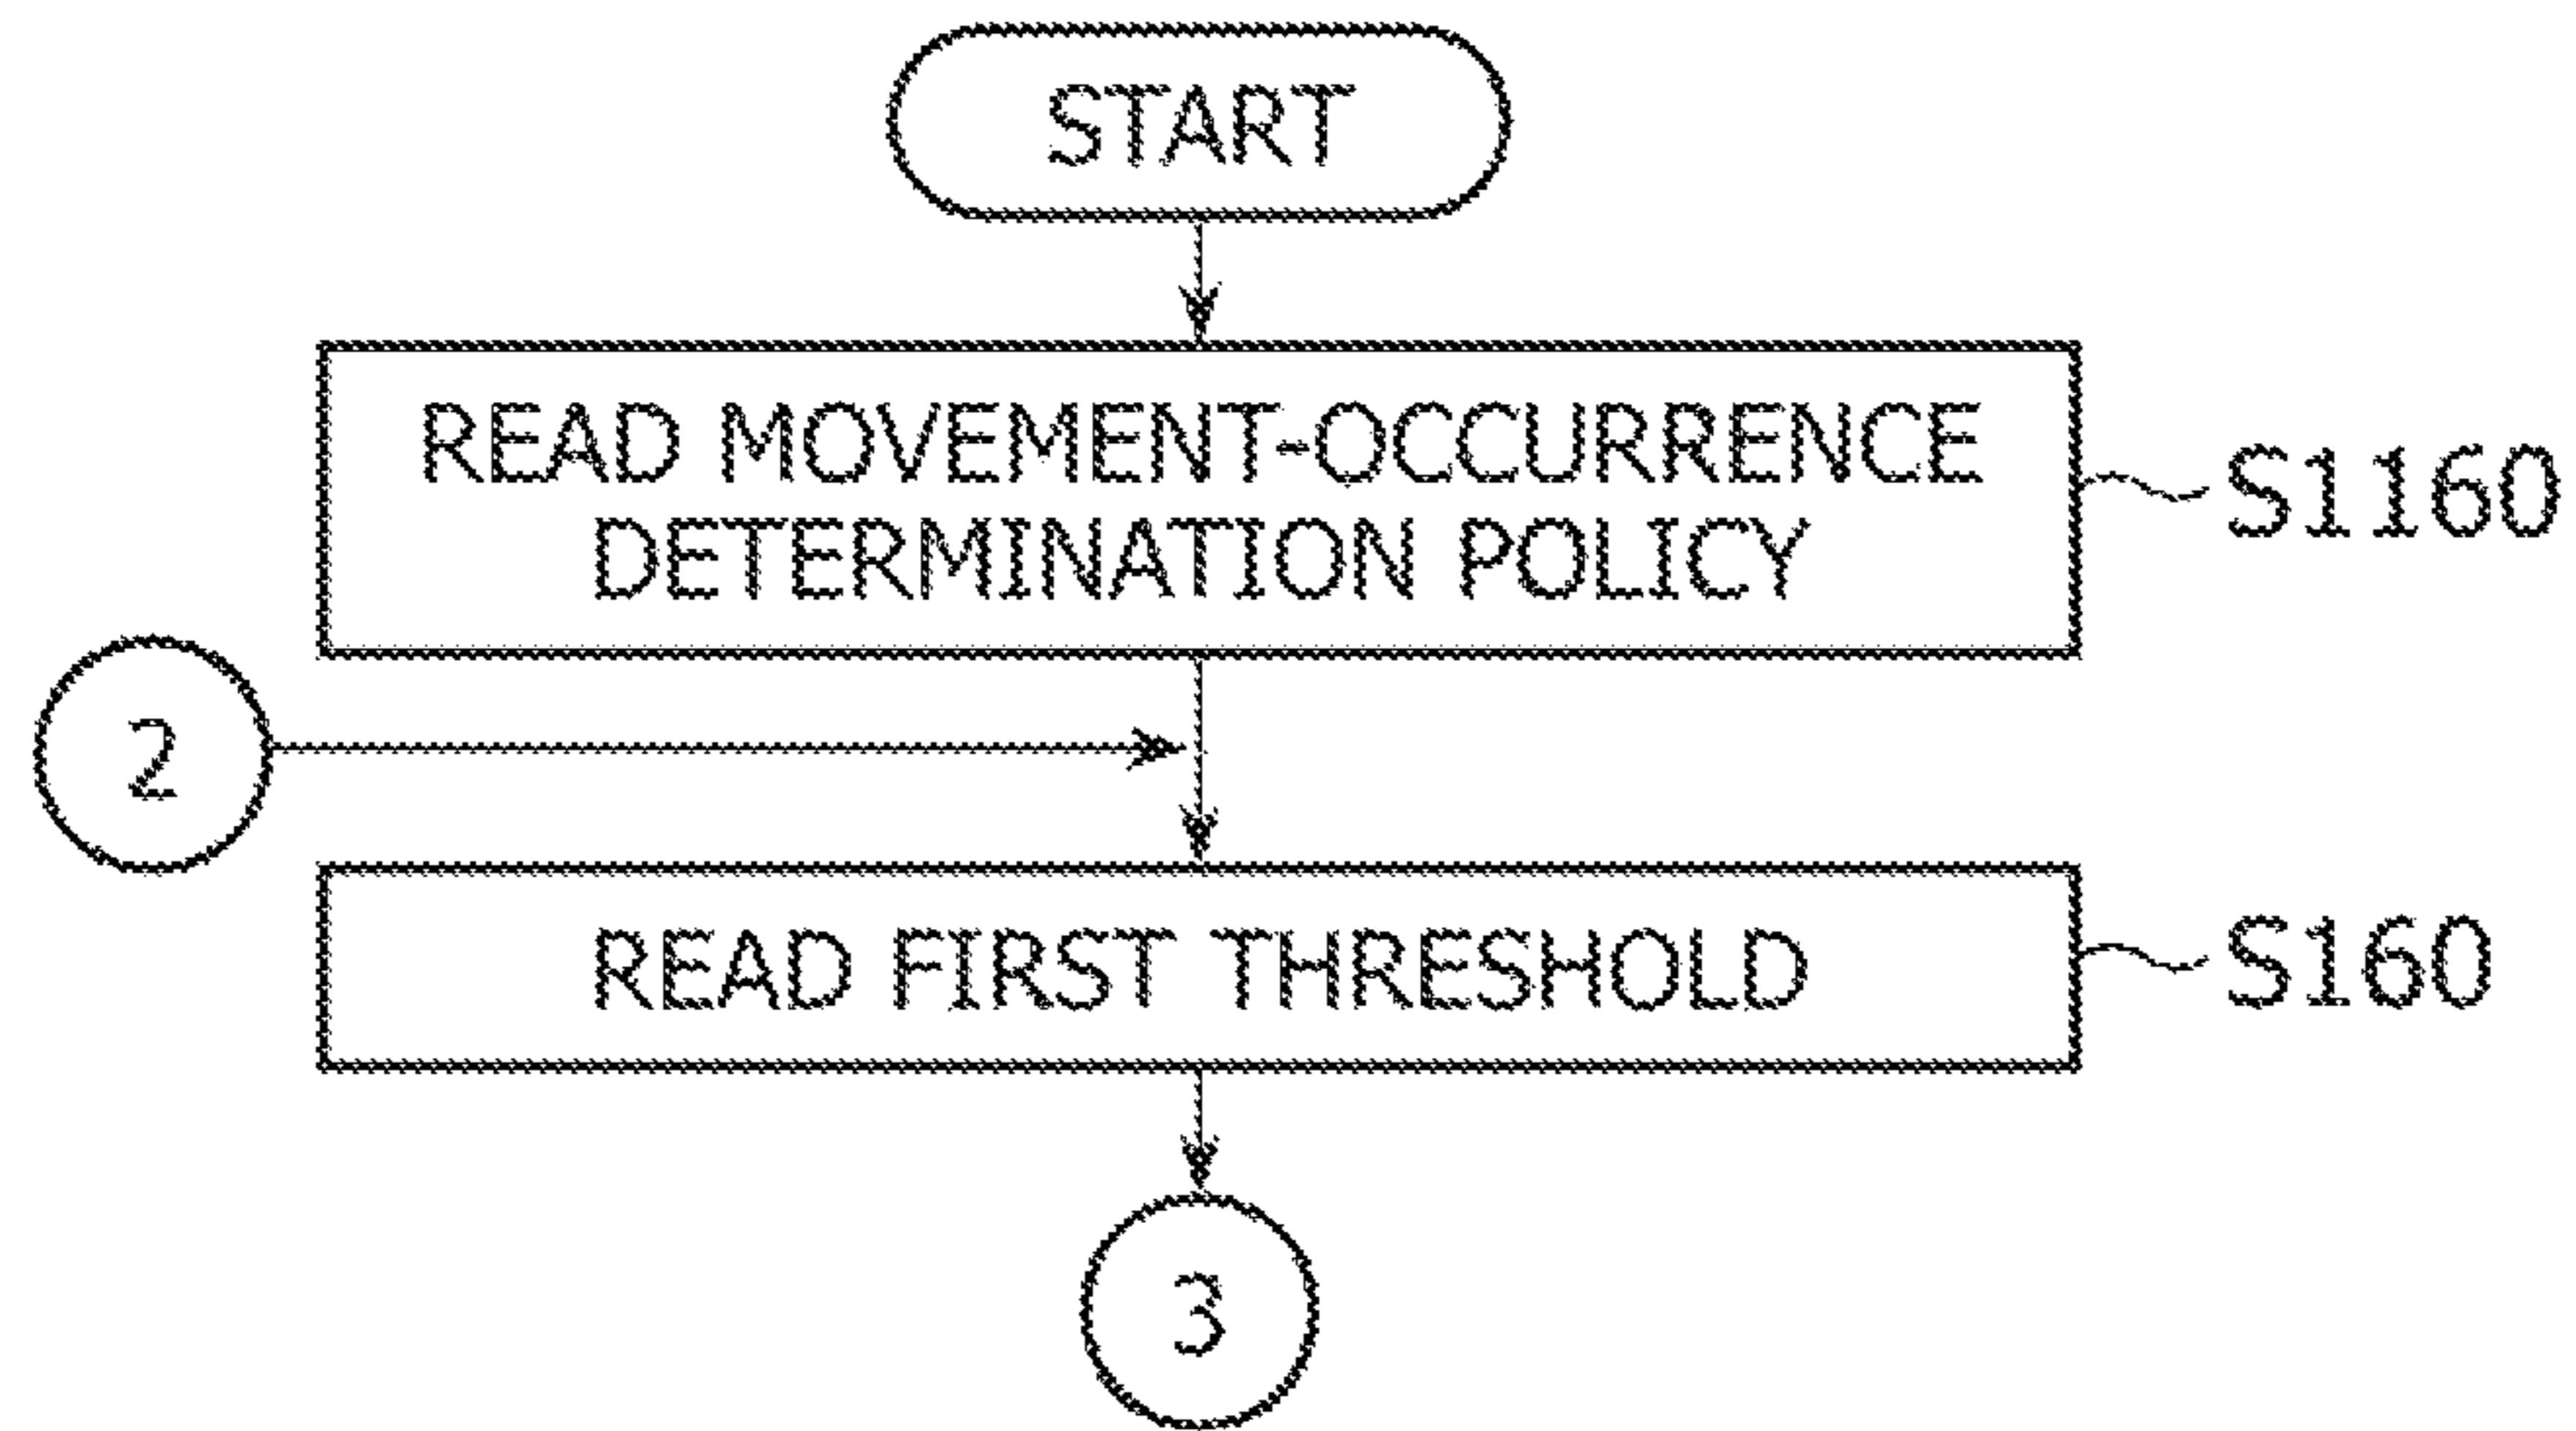 START
READ MOVEMENT-OCCURRENCE
DETERMINATION POLICY
S1160
2
READ FIRST THRESHOLD
S160
3